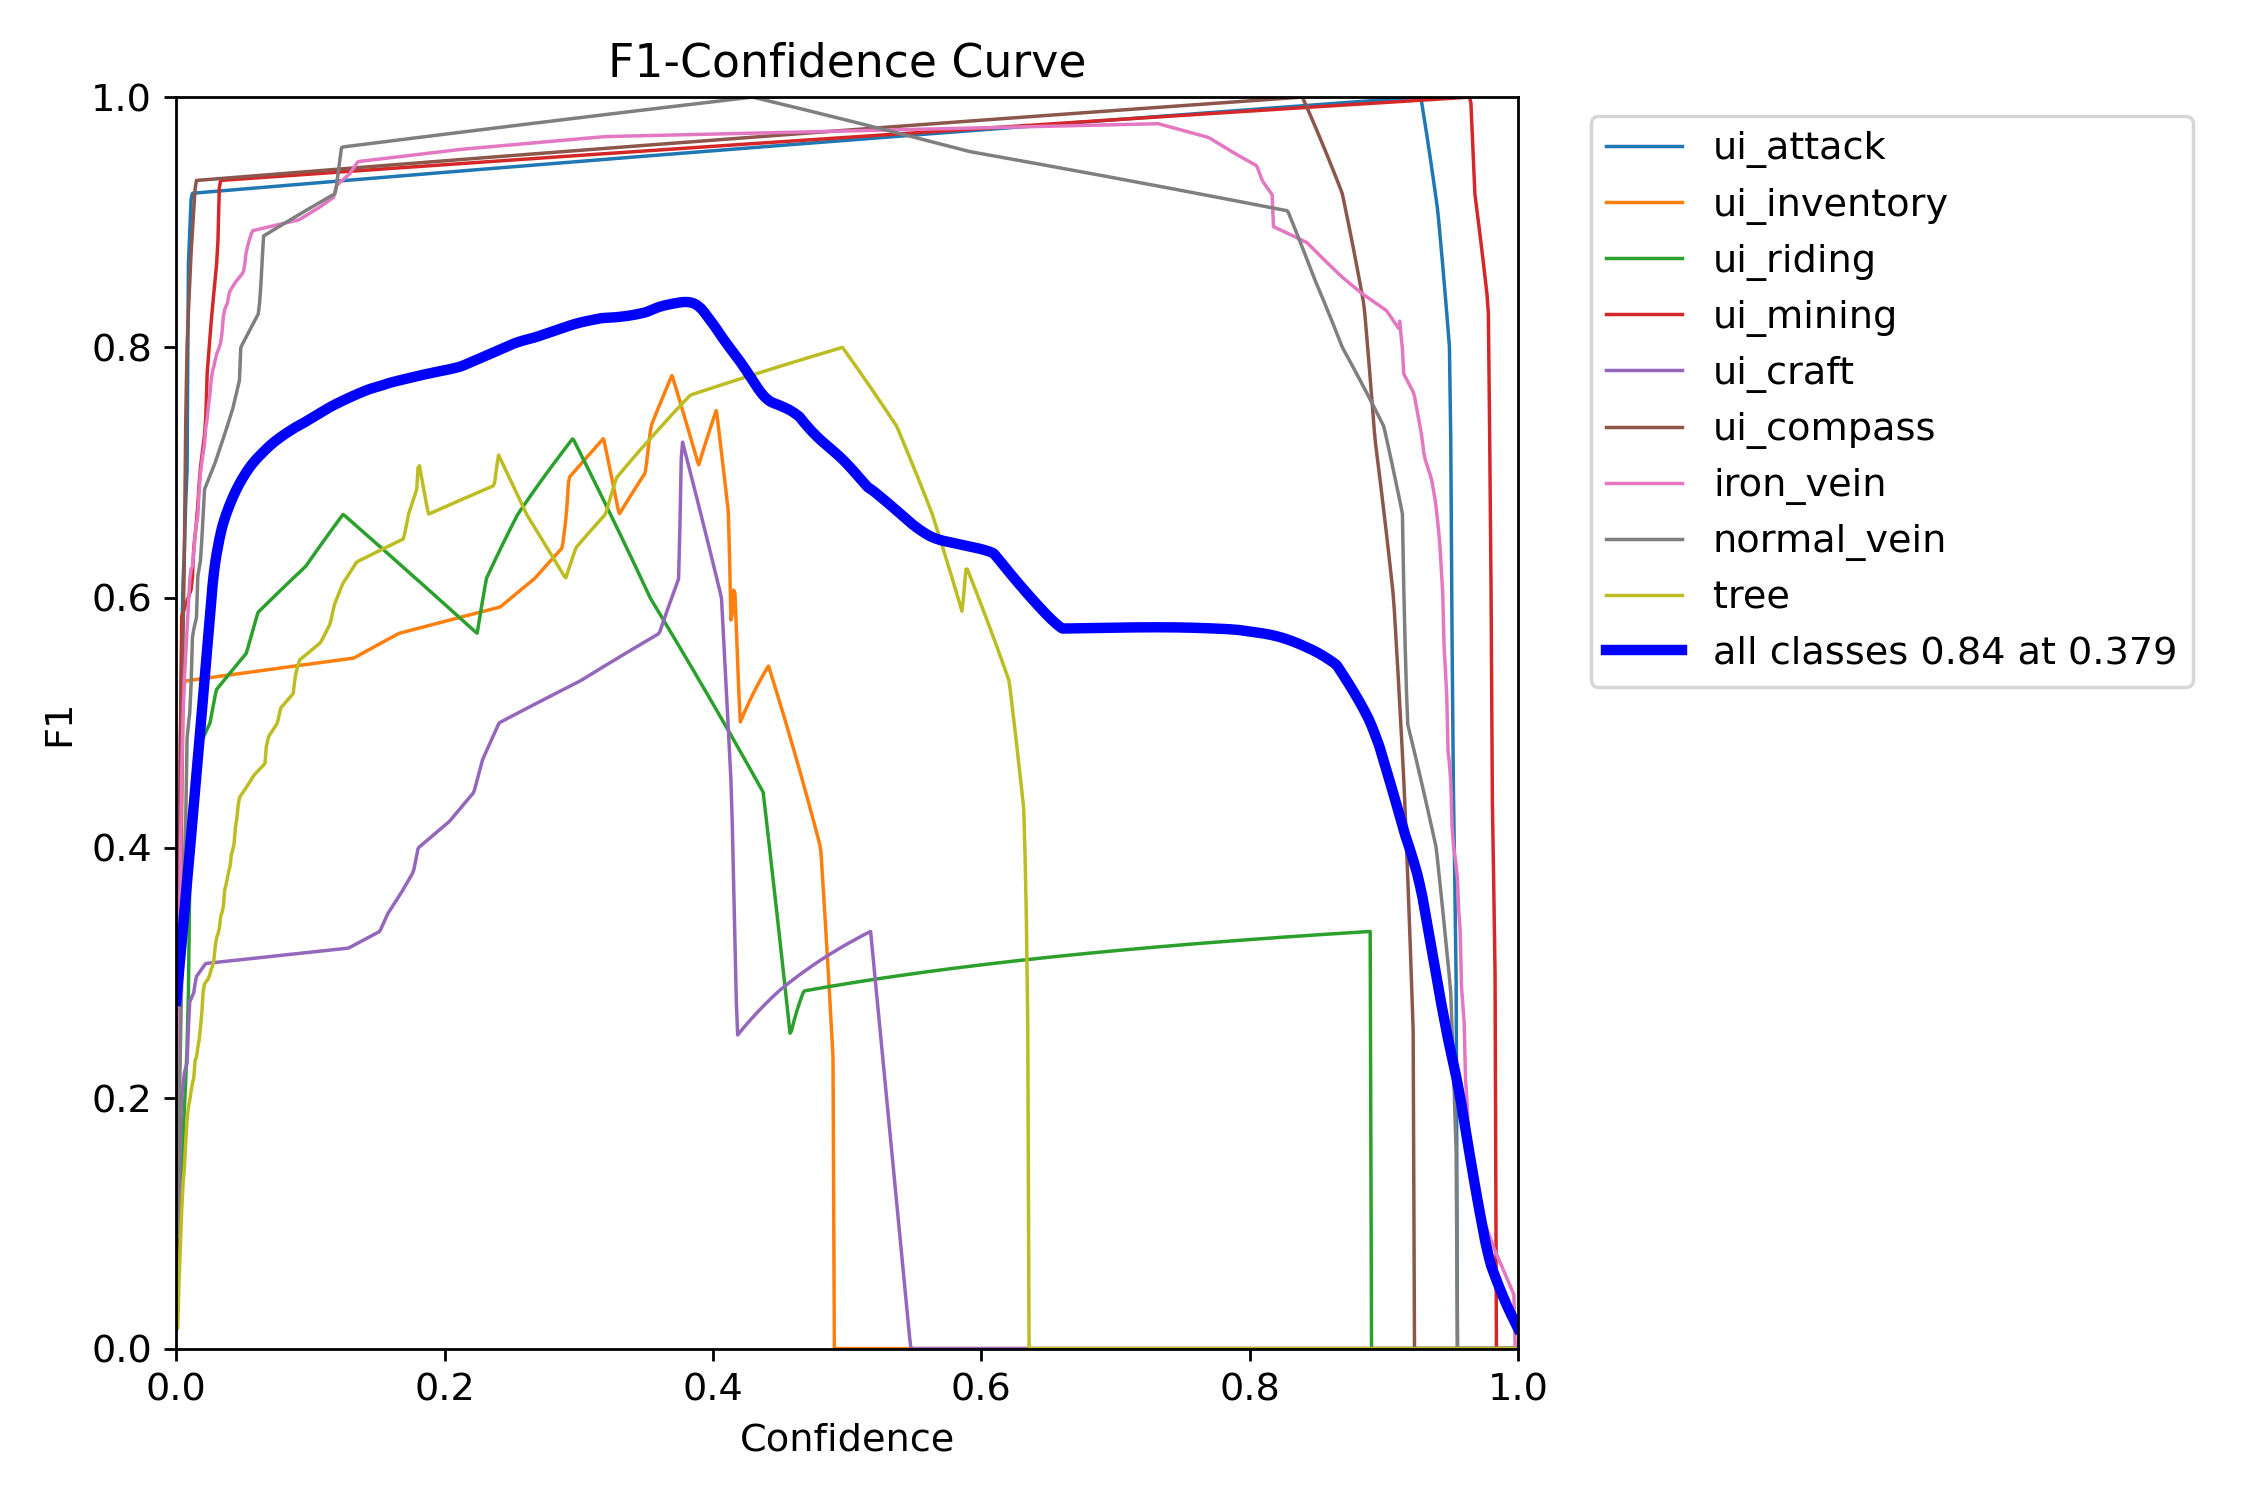 F1-Confidence Curve
1.0
0.8
0.6
0.4
0.2
0.0
F1
0.0 0.2 0.4 0.6 0.8 1.0
Confidence
ui_attack
ui_inventory
ui_riding
ui_mining
ui_craft
ui_compass
iron_vein
normal_vein
tree
all classes 0.84 at 0.379